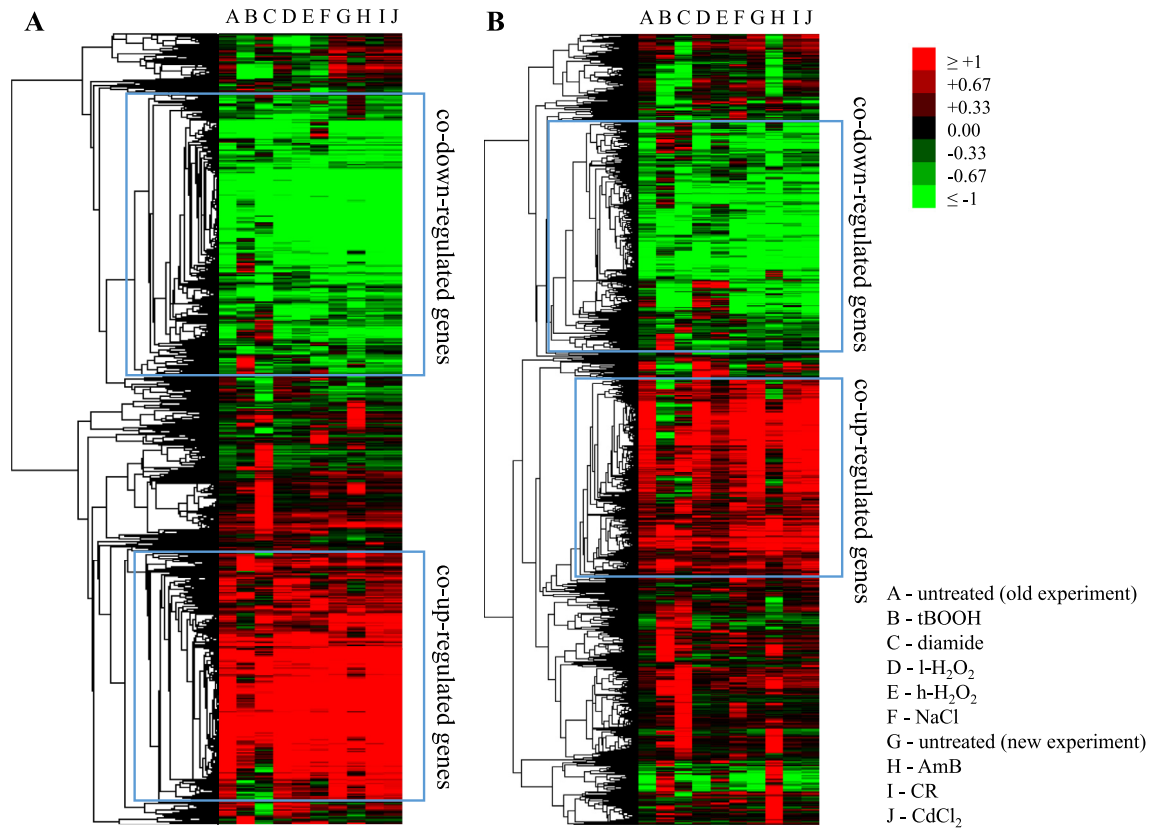 A
A B C D E F G H I J
co-down-regulated genes
co-up-regulated genes
B
A B C D E F G H I J
co-down-regulated genes
co-up-regulated genes
≥ +1
+0.67
+0.33
0.00
-0.33
-0.67
≤ -1
A - untreated (old experiment)
B - tBOOH
C - diamide
D - l-H₂O₂
E - h-H₂O₂
F - NaCl
G - untreated (new experiment)
H - AmB
I - CR
J - CdCl₂